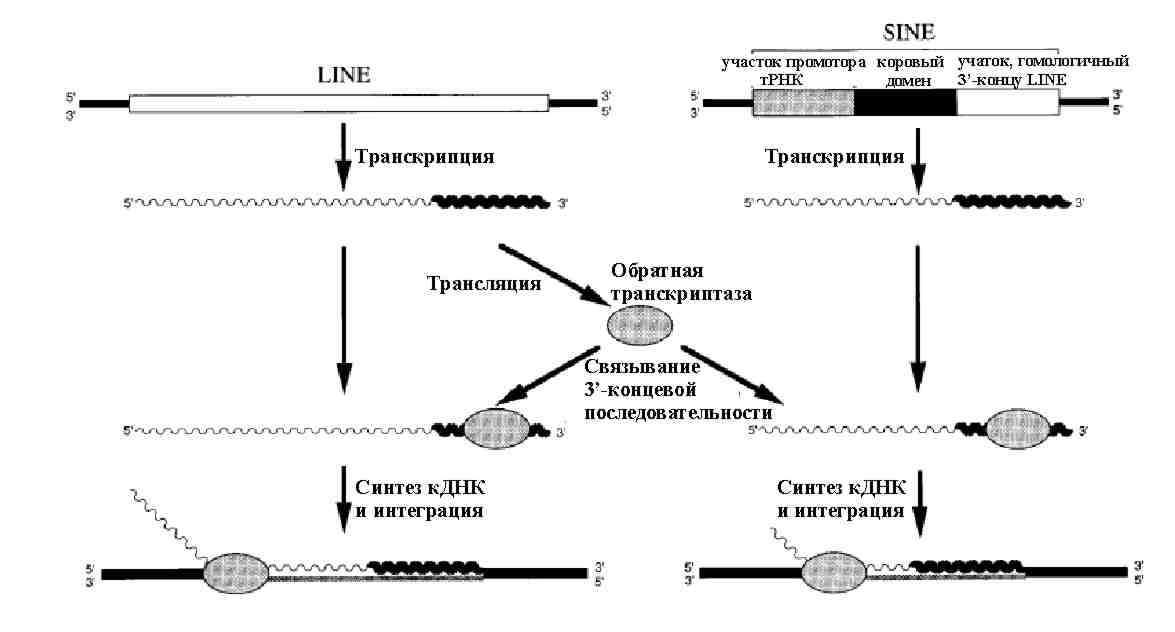 SINE
LINE
участок промотора
тРНК
коровый
домен
учаток, гомологичный
3’-концу LINE
5'
3'
3'
5'
5'
3'
3'
5'
Транскрипция
Транскрипция
5'
3'
5'
3'
Трансляция
Обратная
транскриптаза
Связывание
3’-концевой
последовательности
5'
3'
5'
3'
Синтез кДНК
и интеграция
Синтез кДНК
и интеграция
5'
3'
3'
5'
5'
3'
3'
5'